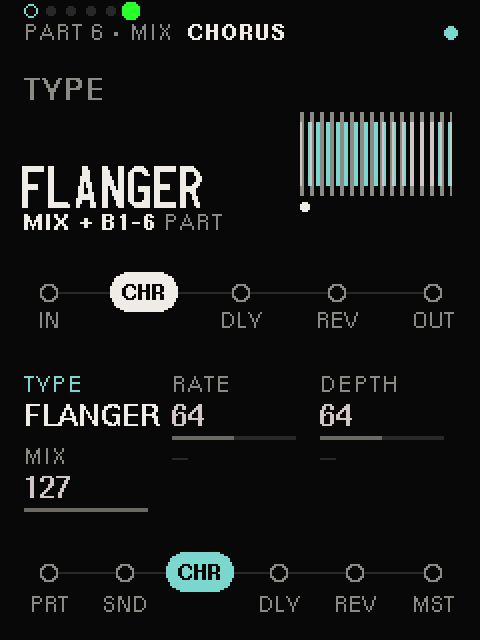 PART 6 · MIX CHORUS
TYPE
FLANGER
MIX + B1-6 PART
CHR
IN DLY REV OUT
TYPE RATE DEPTH
FLANGER 64 64
MIX — —
127
CHR
PRT SND DLY REV MST